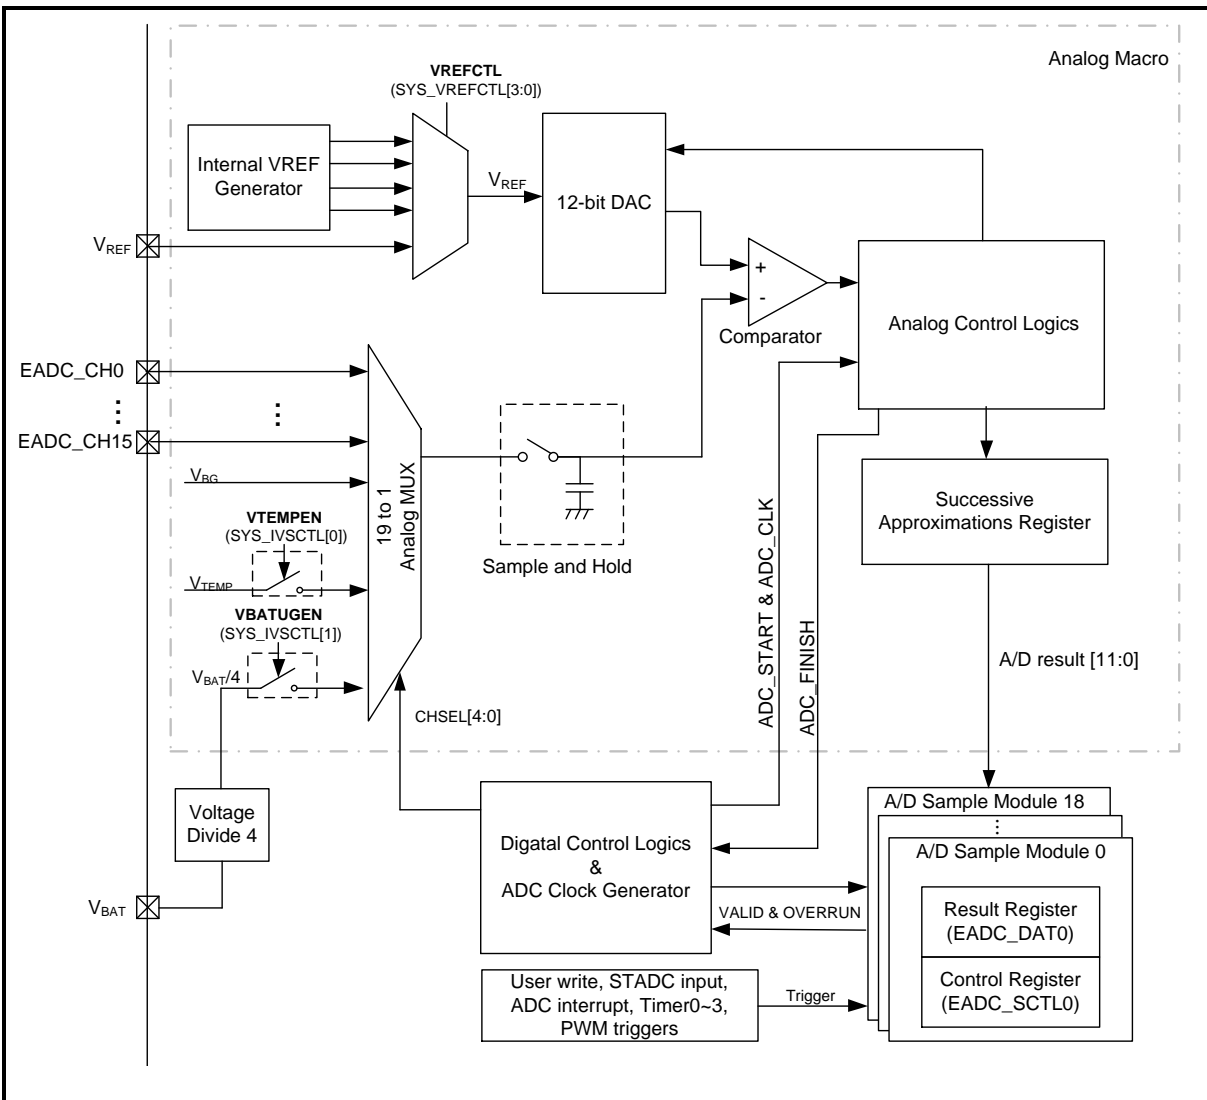 Analog Macro
VREFCTL
(SYS_VREFCTL[3:0])
Internal VREF
Generator
VREF
12-bit DAC
VREF
+
-
Comparator
Analog Control Logics
EADC_CH0
EADC_CH15
VBG
19 to 1
Analog MUX
Sample and Hold
Successive
Approximations Register
VTEMPEN
(SYS_IVSCTL[0])
VTEMP
VBATUGEN
(SYS_IVSCTL[1])
VBAT/4
CHSEL[4:0]
ADC_START & ADC_CLK
ADC_FINISH
A/D result [11:0]
Voltage
Divide 4
VBAT
Digatal Control Logics
&
ADC Clock Generator
VALID & OVERRUN
A/D Sample Module 18
A/D Sample Module 0
Result Register
(EADC_DAT0)
Control Register
(EADC_SCTL0)
User write, STADC input,
ADC interrupt, Timer0~3,
PWM triggers
Trigger